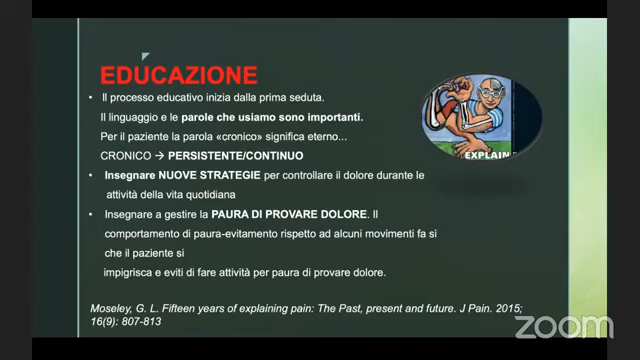 EDUCAZIONE
• Il processo educativo inizia dalla prima seduta.
Il linguaggio e le parole che usiamo sono importanti.
Per il paziente la parola «cronico» significa eterno...
CRONICO → PERSISTENTE/CONTINUO
• Insegnare NUOVE STRATEGIE per controllare il dolore durante le
attività della vita quotidiana
• Insegnare a gestire la PAURA DI PROVARE DOLORE. Il
comportamento di paura-evitamento rispetto ad alcuni movimenti fa si
che il paziente si
impigrisca e eviti di fare attività per paura di provare dolore.
EXPLAIN
Moseley, G. L. Fifteen years of explaining pain: The Past, present and future. J Pain. 2015;
16(9): 807-813
zoom